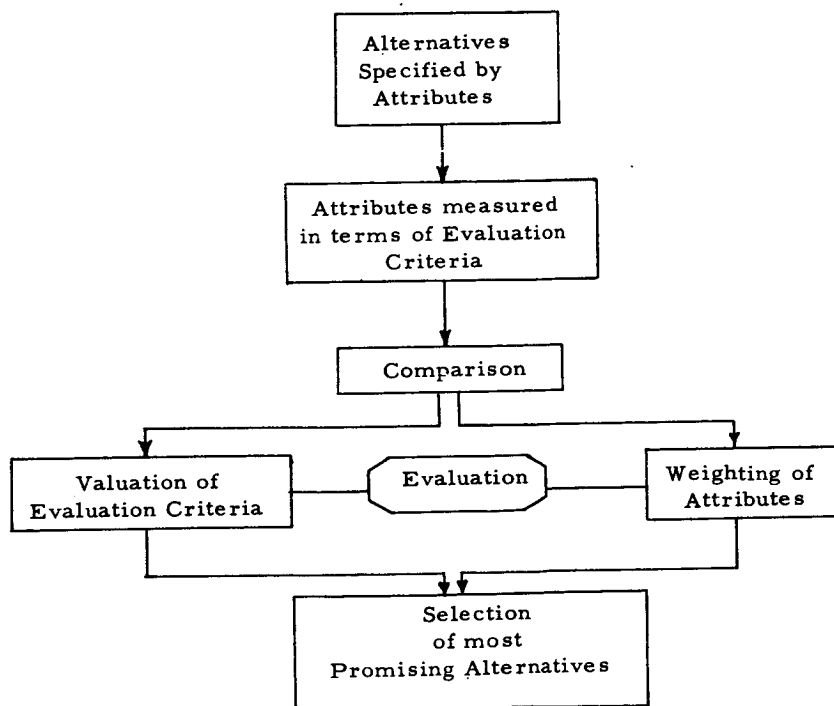 Alternatives
Specified by
Attributes
Attributes measured
in terms of Evaluation
Criteria
Comparison
Valuation of
Evaluation Criteria
Evaluation
Weighting of
Attributes
Selection
of most
Promising Alternatives